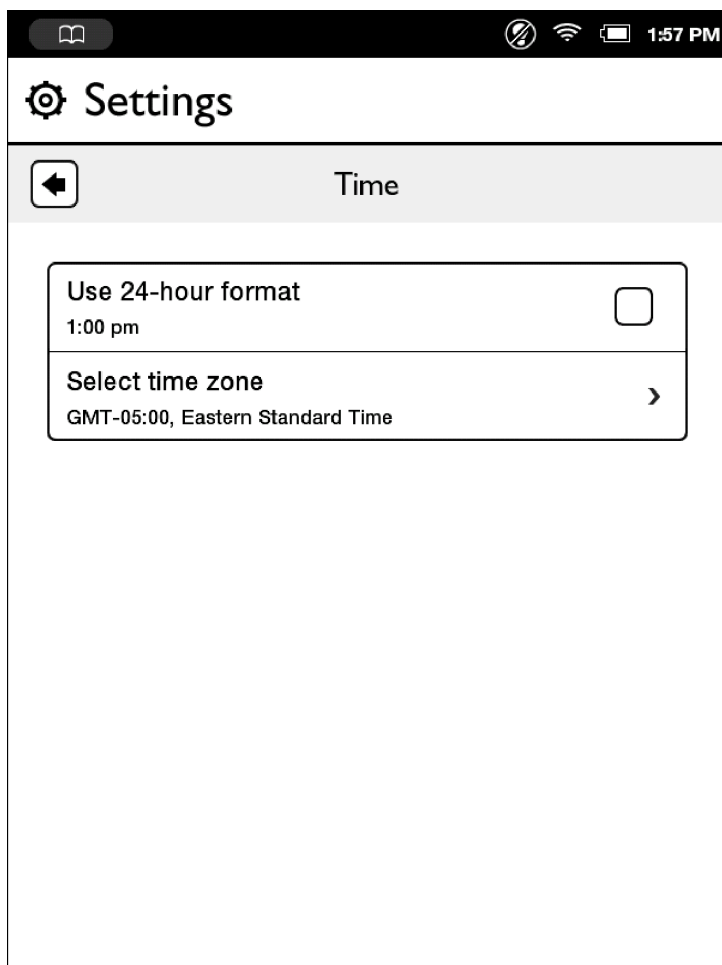 1:57 PM
Settings
Time
Use 24-hour format
1:00 pm
Select time zone
GMT-05:00, Eastern Standard Time